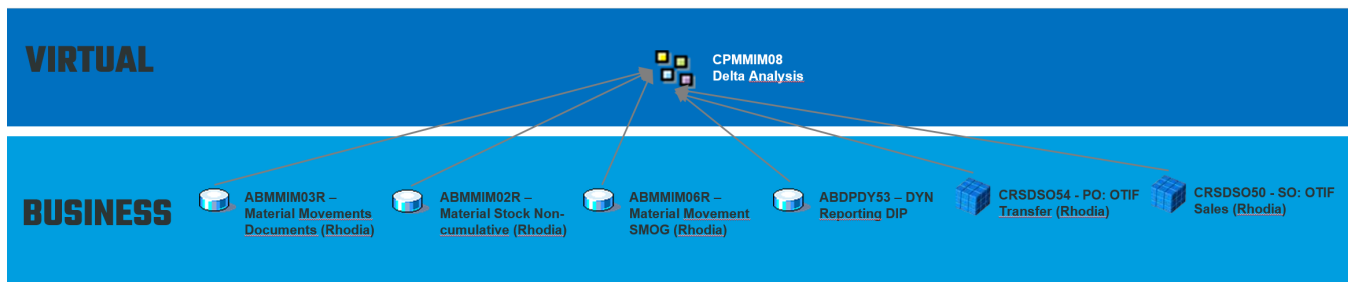 VIRTUAL
CPMMIM08
Delta Analysis
BUSINESS
ABMMIM03R –
Material Movements
Documents (Rhodia)
ABMMIM02R –
Material Stock Non-
cumulative (Rhodia)
ABMMIM06R –
Material Movement
SMOG (Rhodia)
ABDPDY53 – DYN
Reporting DIP
CRSDSO54 - PO: OTIF
Transfer (Rhodia)
CRSDSO50 - SO: OTIF
Sales (Rhodia)